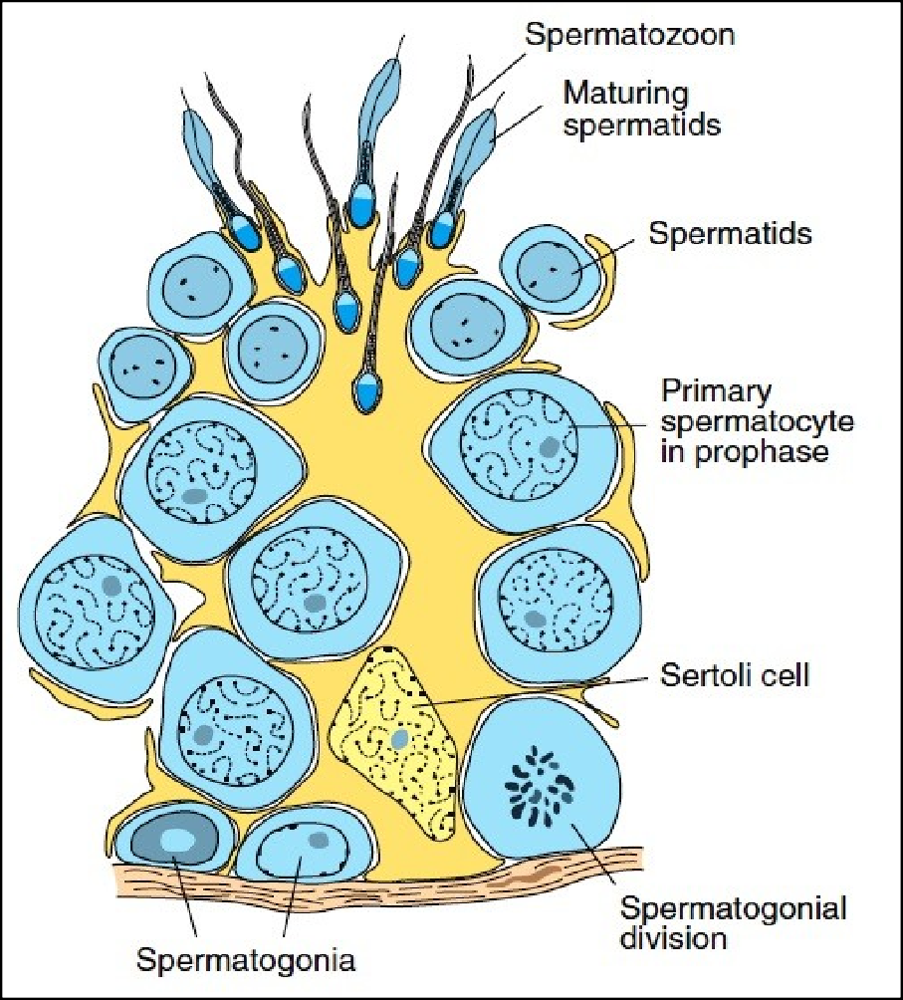 Spermatozoon
Maturing
spermatids
Spermatids
Primary
spermatocyte
in prophase
Sertoli cell
Spermatogonial
division
Spermatogonia